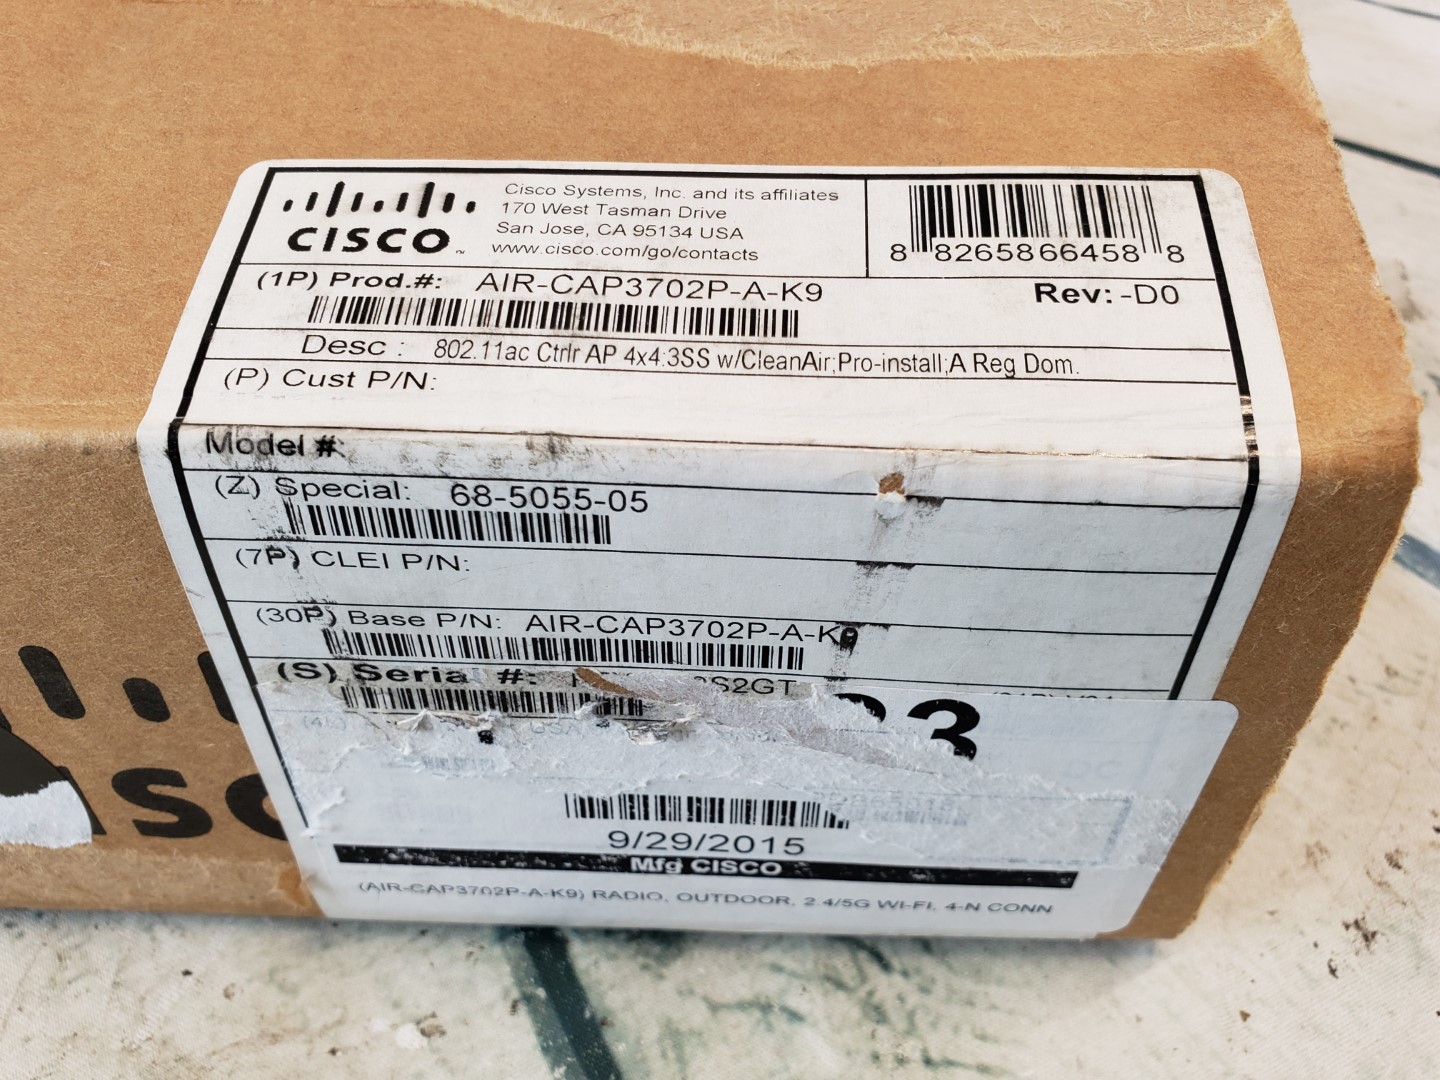 CISCO
Cisco Systems, Inc. and its affiliates
170 West Tasman Drive
San Jose, CA 95134 USA
www.cisco.com/go/contacts
8 8265866458 8
(1P) Prod.#: AIR-CAP3702P-A-K9
Rev: -D0
Desc : 802.11ac Ctrlr AP 4x4:3SS w/CleanAir;Pro-install;A Reg Dom.
(P) Cust P/N:
Model #:
(Z) Special: 68-5055-05
(7P) CLEI P/N:
(30P) Base P/N: AIR-CAP3702P-A-K9
(S) Serial #: S2GT
USA
9/29/2015
Mfg CISCO
(AIR-CAP3702P-A-K9) RADIO, OUTDOOR, 2.4/5G WI-FI, 4-N CONN